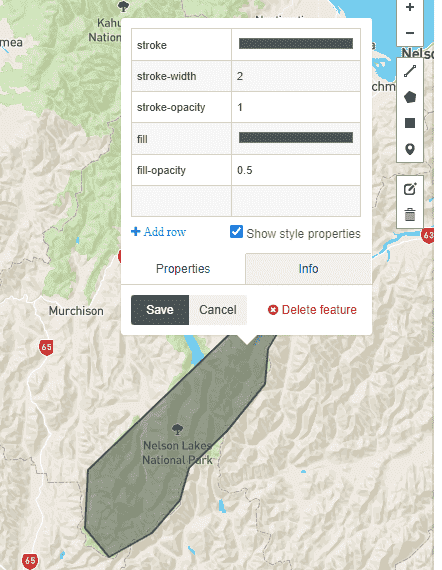 Kahu
Nation
mea
Nels
stroke
stroke-width 2
stroke-opacity 1
fill
fill-opacity 0.5
Add row
Show style properties
Properties Info
Save Cancel Delete feature
+
−
chm
63
Murchison
65
Nelson Lakes
National Park
65